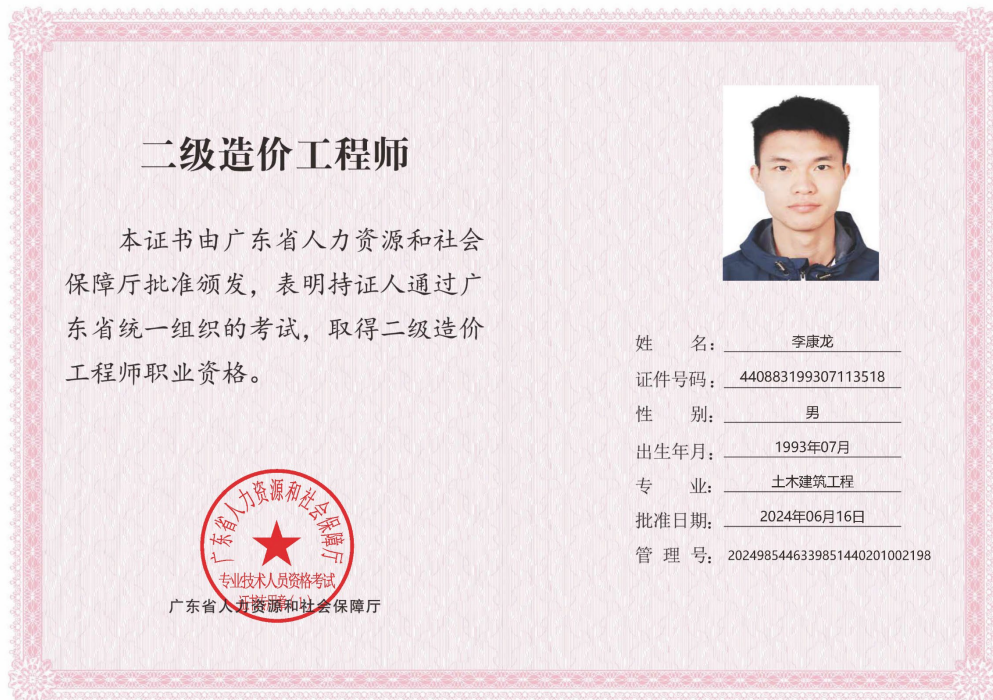 二级造价工程师
本证书由广东省人力资源和社会
保障厅批准颁发，表明持证人通过广
东省统一组织的考试，取得二级造价
工程师职业资格。
广东省人力资源和社会保障厅
专业技术人员资格考试
广东省人力资源和社会保障厅
姓名：李康龙
证件号码：440883199307113518
性别：男
出生年月：1993年07月
专业：土木建筑工程
批准日期：2024年06月16日
管理号：20249854463398514402010​02198